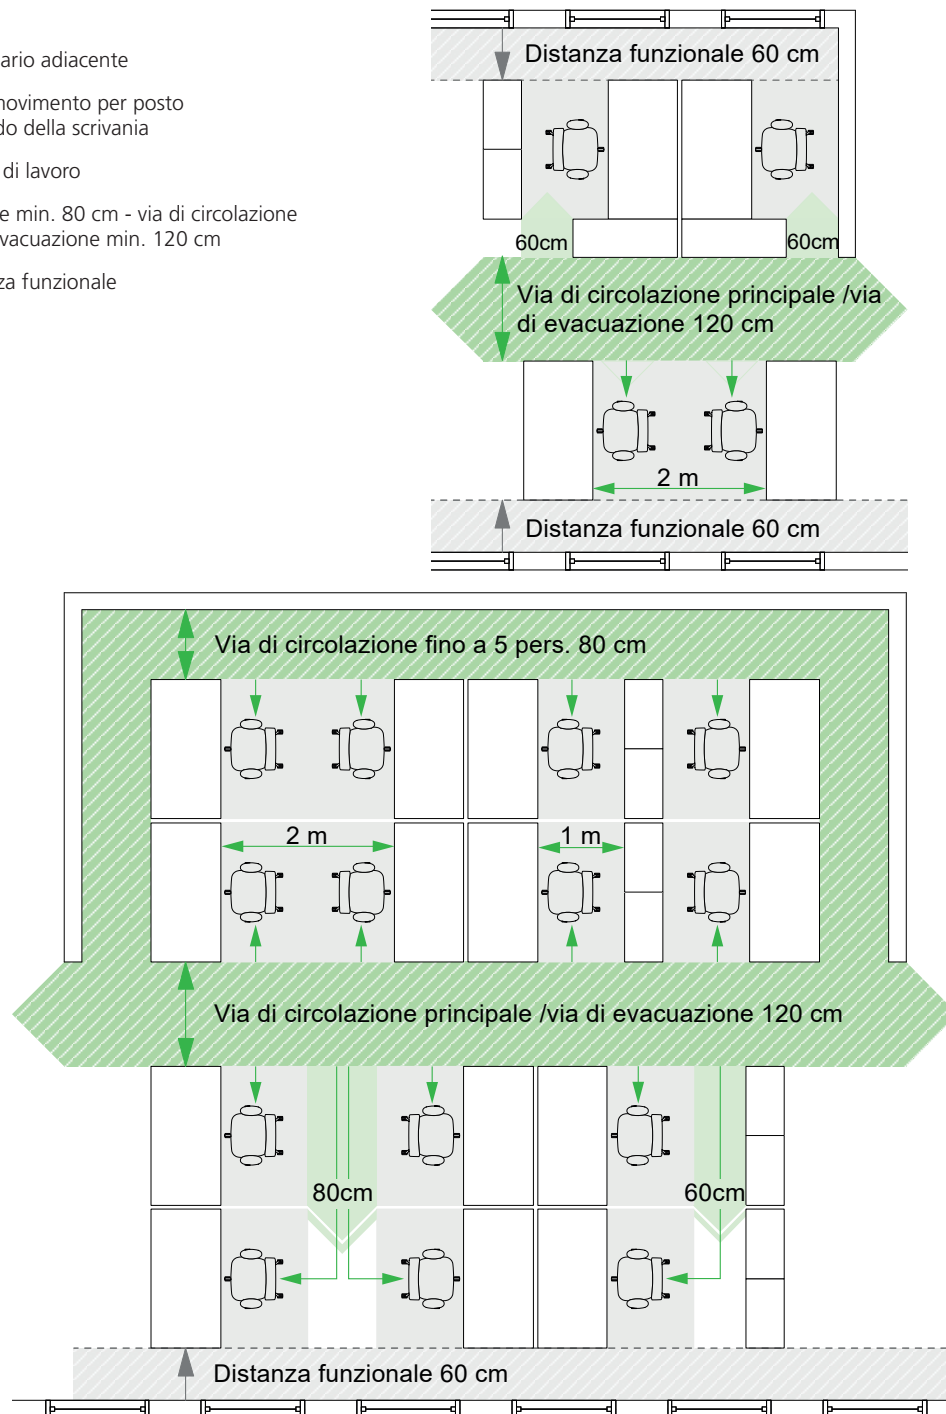 ario adiacente
novimento per posto
do della scrivania
di lavoro
e min. 80 cm - via di circolazione
vacuazione min. 120 cm
za funzionale
Distanza funzionale 60 cm
60cm
60cm
Via di circolazione principale /via
di evacuazione 120 cm
2 m
Distanza funzionale 60 cm
Via di circolazione fino a 5 pers. 80 cm
2 m
1 m
Via di circolazione principale /via di evacuazione 120 cm
80cm
60cm
Distanza funzionale 60 cm